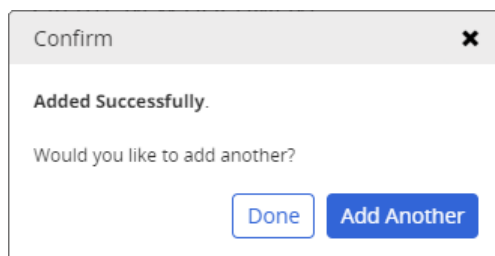 Confirm
Added Successfully.
Would you like to add another?
Done
Add Another